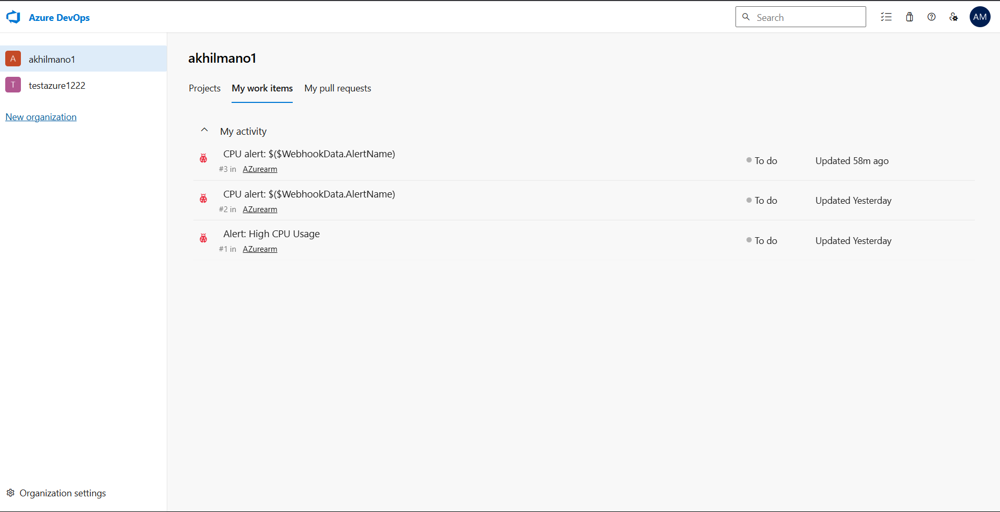 Azure DevOps
Search
AM
A akhilmano1
T testazure1222
New organization
Organization settings
akhilmano1
Projects My work items My pull requests
My activity
CPU alert: $($WebhookData.AlertName)
#3 in AZurearm
To do Updated 58m ago
CPU alert: $($WebhookData.AlertName)
#2 in AZurearm
To do Updated Yesterday
Alert: High CPU Usage
#1 in AZurearm
To do Updated Yesterday